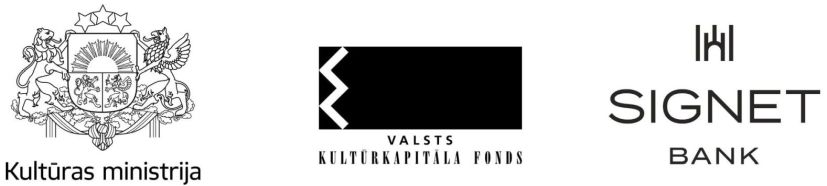 Kultūras ministrija
VALSTS
KULTŪRKAPITĀLA FONDS
SIGNET
BANK